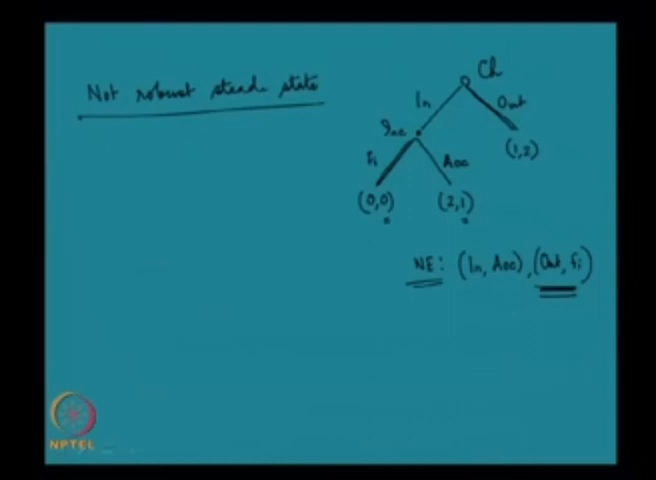 Not robust steady state
Ch
In
Out
Inc
Fi
Acc
(1,2)
(0,0)
(2,1)
NE: (In, Acc), (Out, Fi)
NPTEL